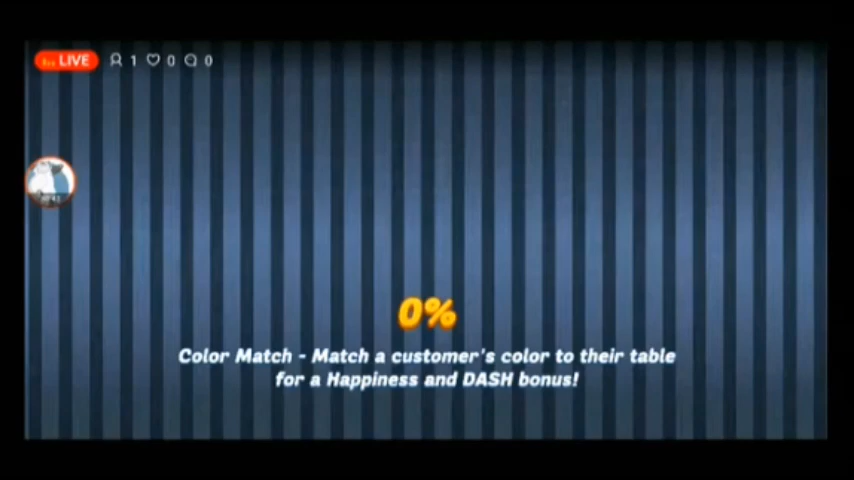 LIVE 1 0 0
0%
Color Match - Match a customer's color to their table
for a Happiness and DASH bonus!